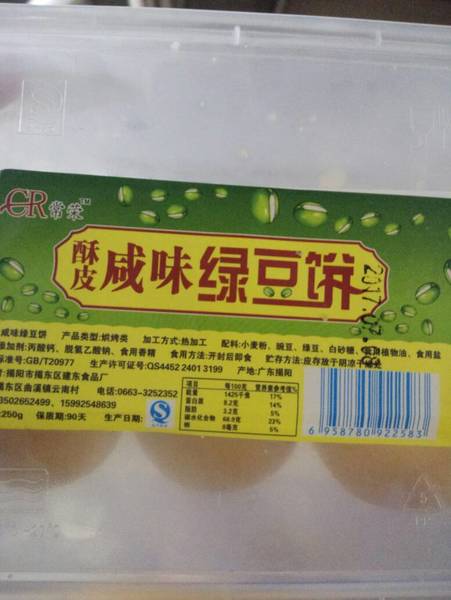 CR 常荣 TM
酥皮 咸味绿豆饼
咸味绿豆饼 产品类型:烘烤类 加工方式:热加工 配料:小麦粉、豌豆、绿豆、白砂糖、食用植物油、食用盐
添加剂:丙酸钙、脱氢乙酸钠、食用香精 食用方法:开封后即食 贮存方法:应存放于阴凉干燥处
准号:GB/T20977 生产许可证号:QS4452 2401 3199 产地:广东揭阳
:揭阳市揭东区建东食品厂
揭东区曲溪镇云南村 电话:0663-3252352
3502652499、15992548639
:250g 保质期:90天 生产日期:
项目 每100克 营养素参考值%
能量 1425千焦 17%
蛋白质 8.2克 14%
脂肪 3.2克 5%
碳水化合物 68.9克 23%
钠 8毫克 5%
6 958780 922583
5